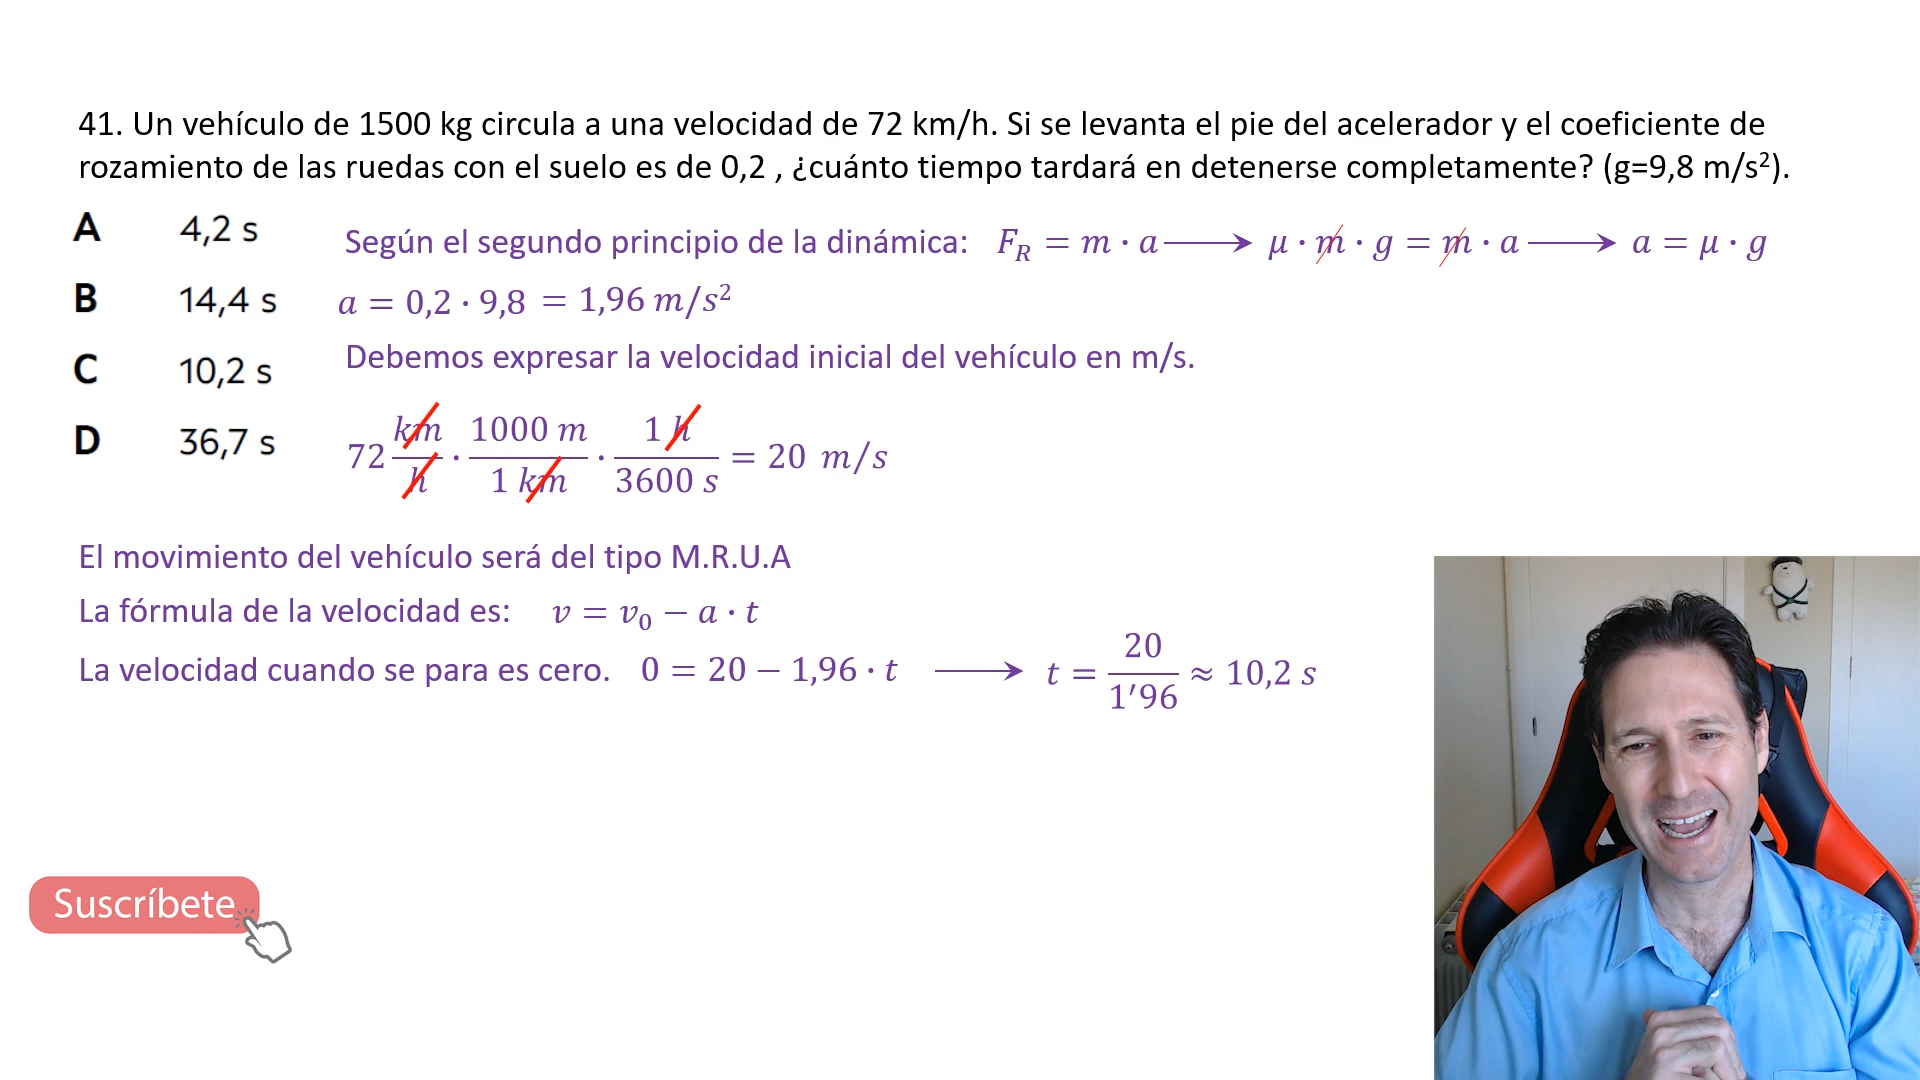 41. Un vehículo de 1500 kg circula a una velocidad de 72 km/h. Si se levanta el pie del acelerador y el coeficiente de
rozamiento de las ruedas con el suelo es de 0,2 , ¿cuánto tiempo tardará en detenerse completamente? (g=9,8 m/s²).
A 4,2 s
B 14,4 s
C 10,2 s
D 36,7 s
Según el segundo principio de la dinámica: F_R = m · a ⟶ μ · m · g = m · a ⟶ a = μ · g
a = 0,2 · 9,8 = 1,96 m/s²
Debemos expresar la velocidad inicial del vehículo en m/s.
72 km/h · 1000 m/1 km · 1 h/3600 s = 20 m/s
El movimiento del vehículo será del tipo M.R.U.A
La fórmula de la velocidad es: v = v₀ − a · t
La velocidad cuando se para es cero. 0 = 20 − 1,96 · t ⟶ t = 20/1′96 ≈ 10,2 s
Suscríbete